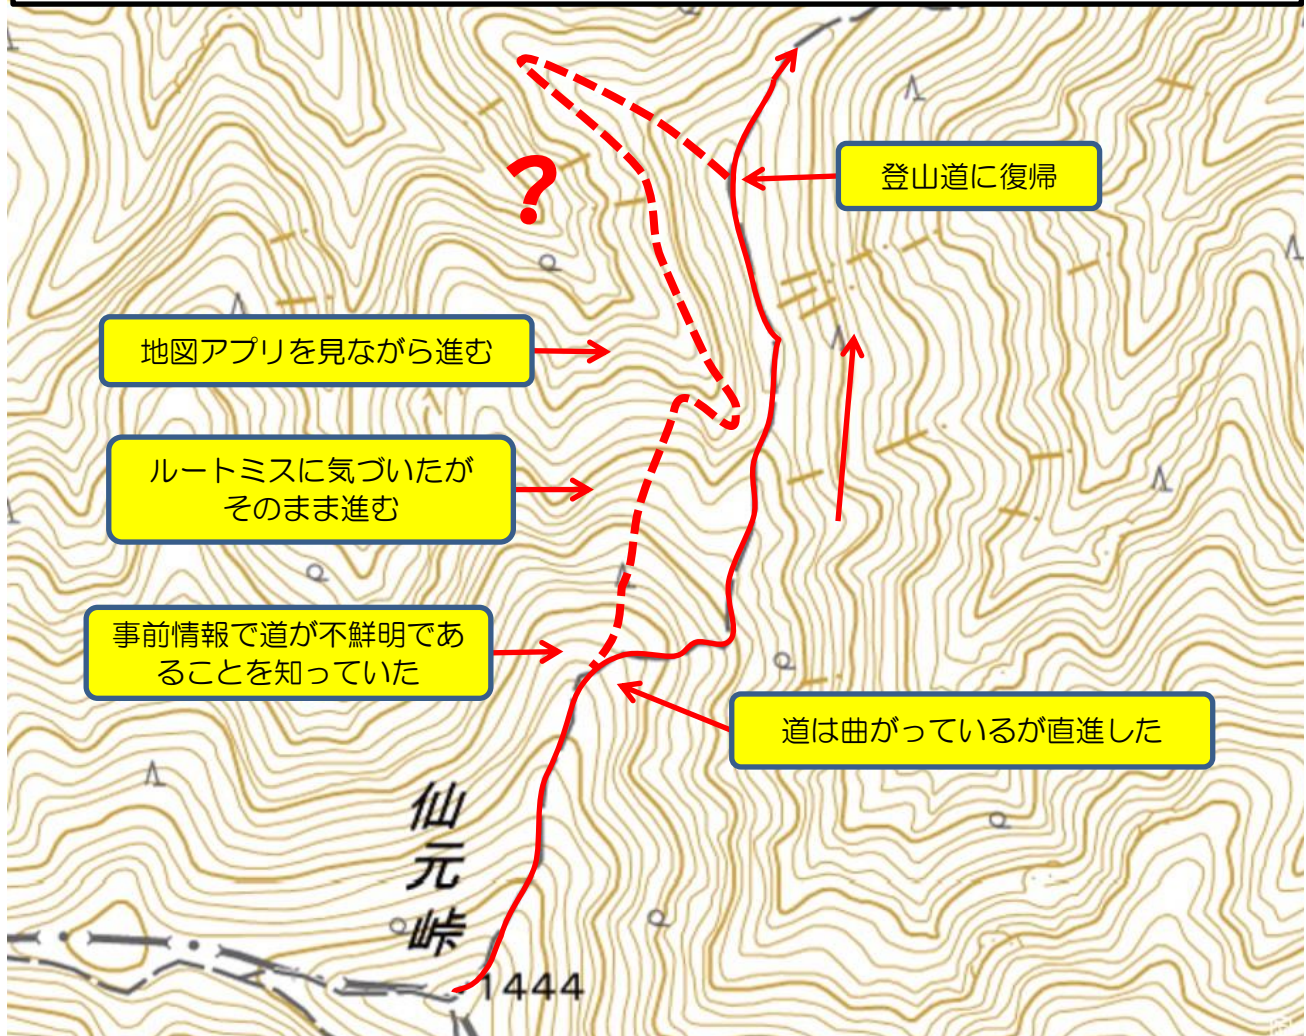 ?
登山道に復帰
地図アプリを見ながら進む
ルートミスに気づいたが
そのまま進む
事前情報で道が不鮮明であ
ることを知っていた
道は曲がっているが直進した
仙元峠
1444